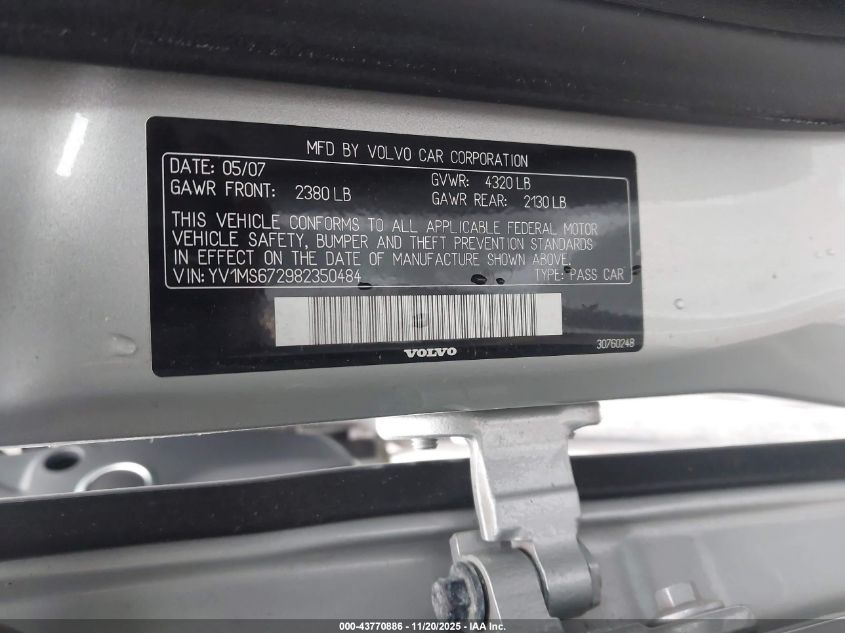 MFD BY VOLVO CAR CORPORATION
DATE: 05/07 GVWR: 4320 LB
GAWR FRONT: 2380 LB GAWR REAR: 2130 LB
THIS VEHICLE CONFORMS TO ALL APPLICABLE FEDERAL MOTOR
VEHICLE SAFETY, BUMPER AND THEFT PREVENTION STANDARDS
IN EFFECT ON THE DATE OF MANUFACTURE SHOWN ABOVE.
VIN: YV1MS672982350484 TYPE: PASS CAR
VOLVO
30760248
000-43770886 - 11/20/2025 - IAA, Inc.